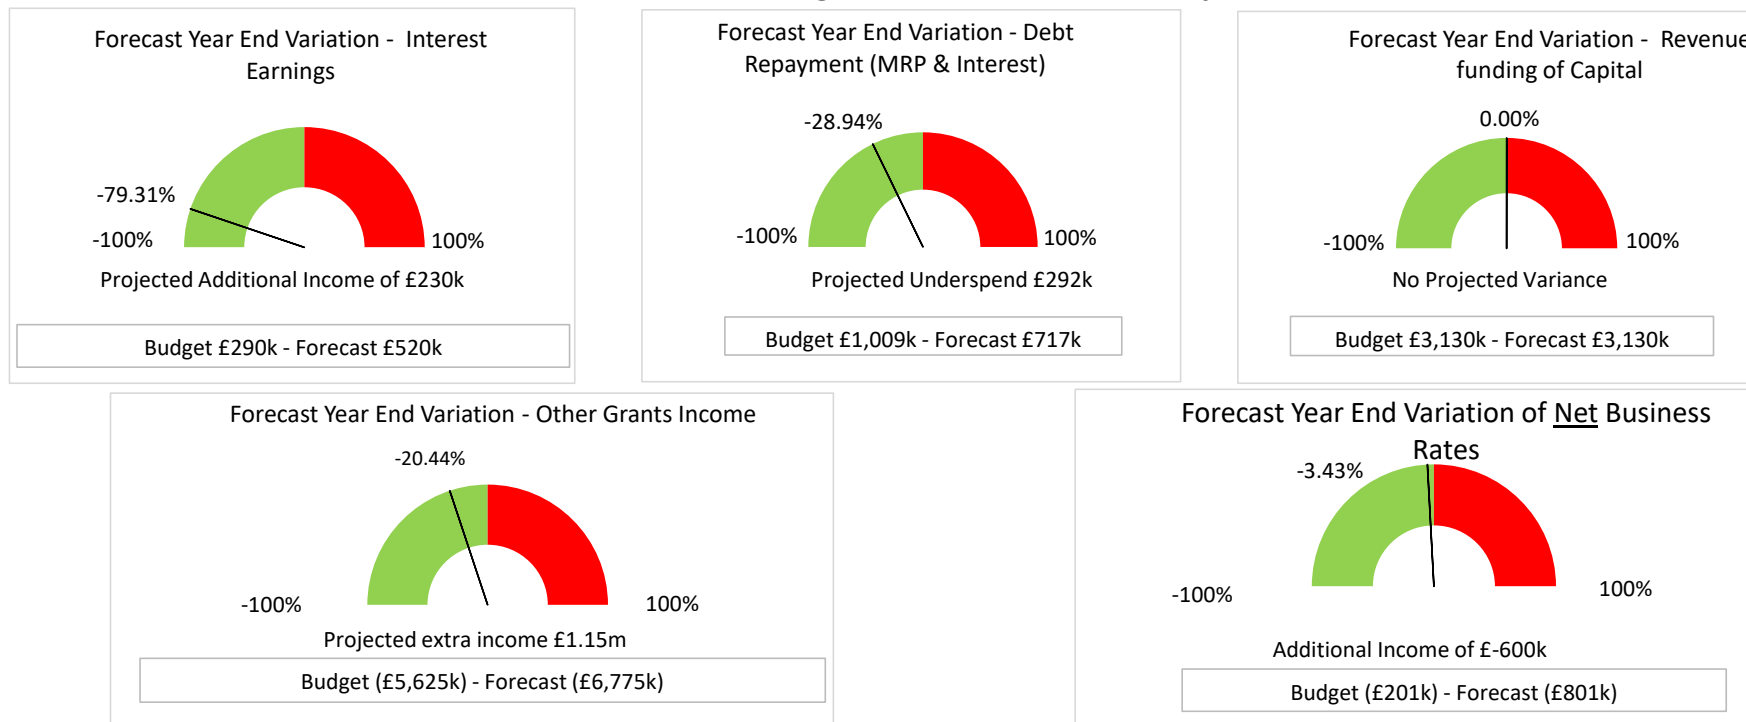 Forecast Year End Variation - Interest
Earnings
-79.31%
-100%
100%
Projected Additional Income of £230k
Budget £290k - Forecast £520k
Forecast Year End Variation - Debt
Repayment (MRP & Interest)
-28.94%
-100%
100%
Projected Underspend £292k
Budget £1,009k - Forecast £717k
Forecast Year End Variation - Revenue
funding of Capital
0.00%
-100%
100%
No Projected Variance
Budget £3,130k - Forecast £3,130k
Forecast Year End Variation - Other Grants Income
-20.44%
-100%
100%
Projected extra income £1.15m
Budget (£5,625k) - Forecast (£6,775k)
Forecast Year End Variation of Net Business
Rates
-3.43%
-100%
100%
Additional Income of £-600k
Budget (£201k) - Forecast (£801k)